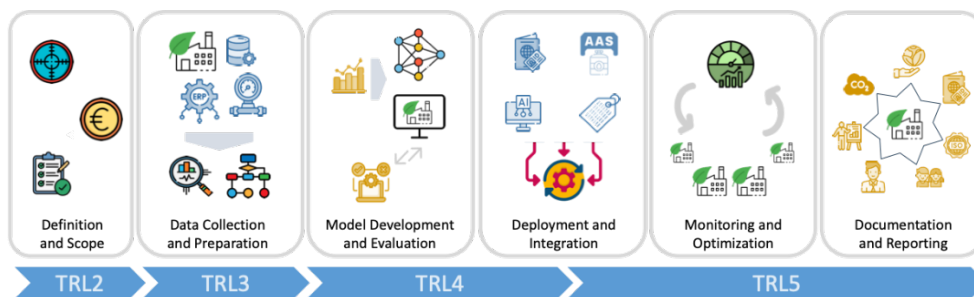 ERP
AAS
AI
CO₂
ISO
Definition
and Scope
Data Collection
and Preparation
Model Development
and Evaluation
Deployment and
Integration
Monitoring and
Optimization
Documentation
and Reporting
TRL2
TRL3
TRL4
TRL5